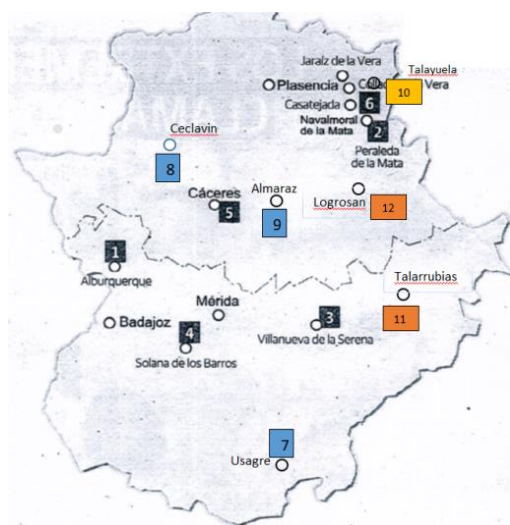 Jaraíz de la Vera
Talayuela
Plasencia
Vera
10
Casatejada
6
Navalmoral
de la Mata
2
Peraleda
de la Mata
Ceclavin
8
Cáceres
5
Almaraz
9
Logrosan
12
1
Alburquerque
Talarrubias
11
Mérida
Badajoz
4
3
Villanueva de la Serena
Solana de los Barros
7
Usagre